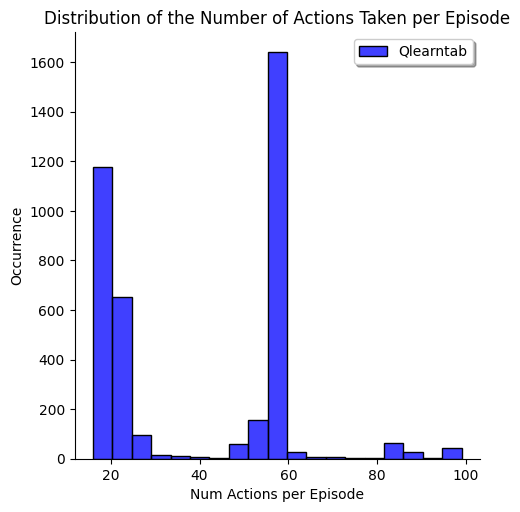 Distribution of the Number of Actions Taken per Episode
Qlearntab
1600
1400
1200
1000
800
600
400
200
0
Occurrence
20 40 60 80 100
Num Actions per Episode